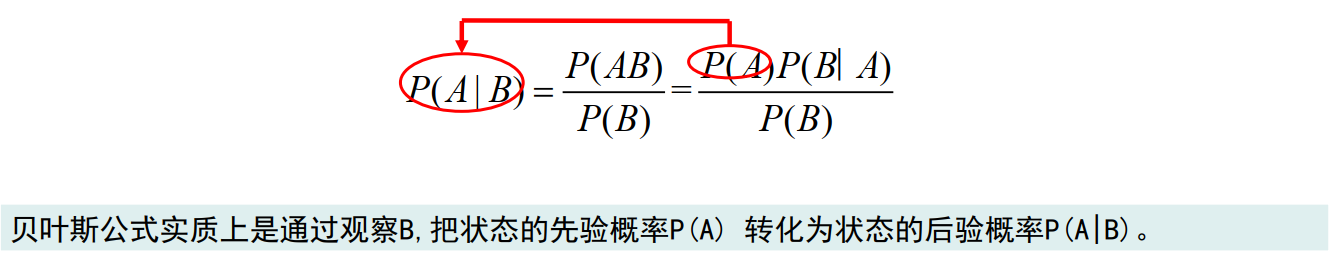 P(A|B) = P(AB)/P(B) = P(A)P(B| A)/P(B)
贝叶斯公式实质上是通过观察B,把状态的先验概率P(A) 转化为状态的后验概率P(A|B)。